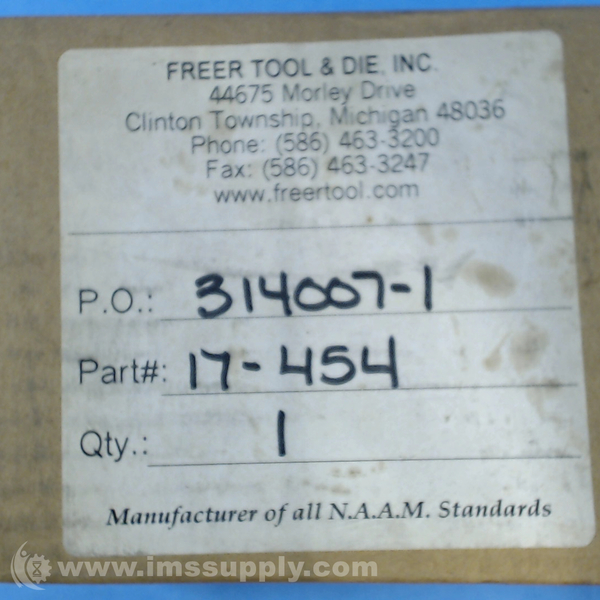 FREER TOOL & DIE, INC.
44675 Morley Drive
Clinton Township, Michigan 48036
Phone: (586) 463-3200
Fax: (586) 463-3247
www.freertool.com
P.O.: 314007-1
Part#: 17-454
Qty.: 1
Manufacturer of all N.A.A.M. Standards
www.imssupply.com